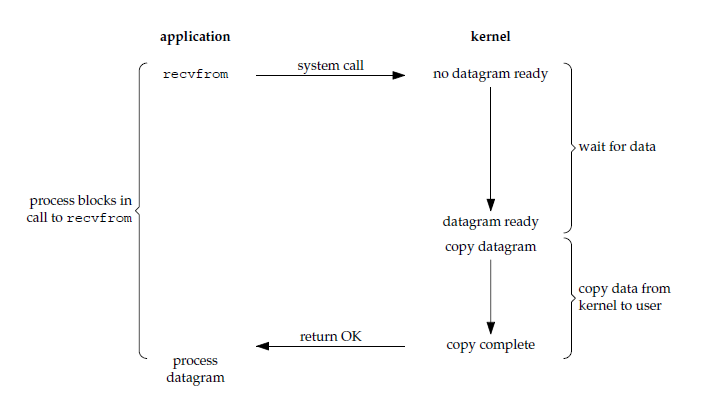 application
kernel
recvfrom
system call
no datagram ready
wait for data
process blocks in
call to recvfrom
datagram ready
copy datagram
copy data from
kernel to user
return OK
copy complete
process
datagram